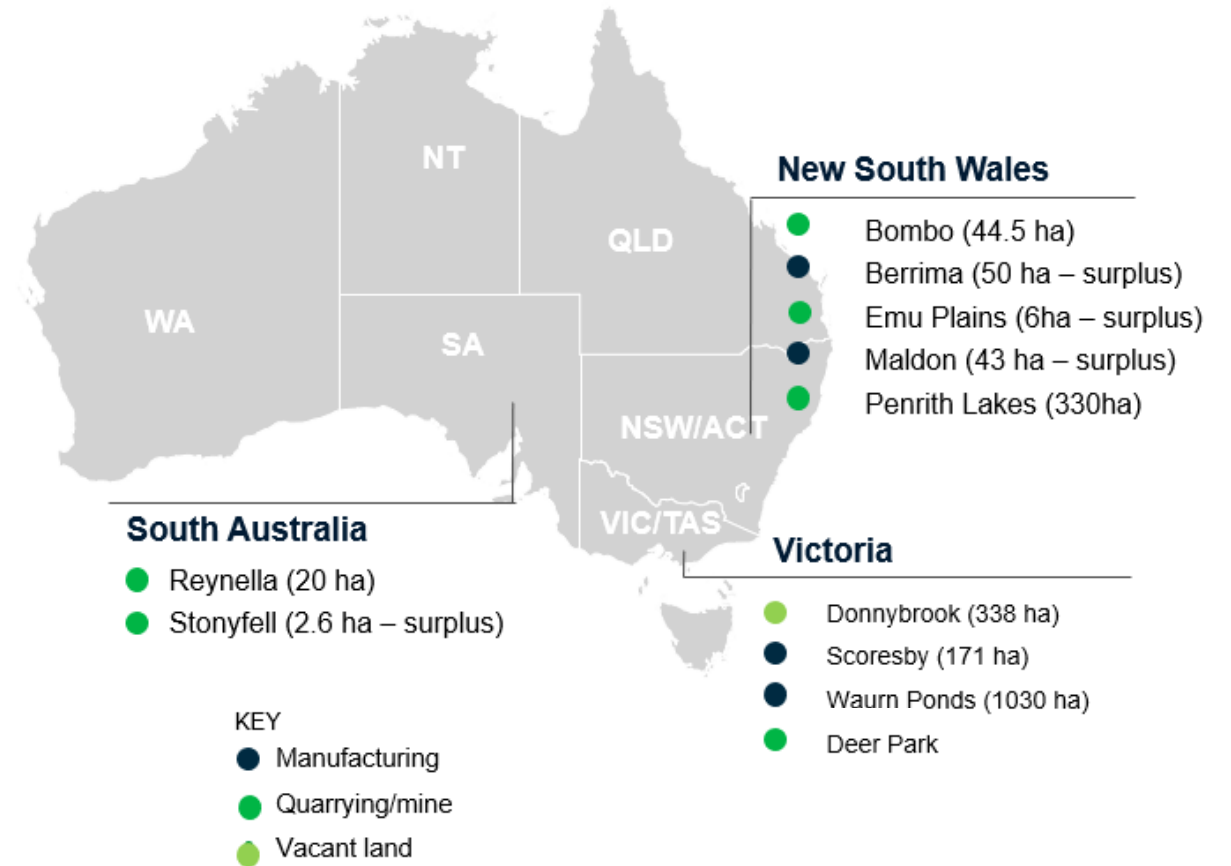 NT
QLD
WA
SA
NSW/ACT
VIC/TAS
New South Wales
Bombo (44.5 ha)
Berrima (50 ha – surplus)
Emu Plains (6ha – surplus)
Maldon (43 ha – surplus)
Penrith Lakes (330ha)
South Australia
Reynella (20 ha)
Stonyfell (2.6 ha – surplus)
Victoria
Donnybrook (338 ha)
Scoresby (171 ha)
Waurn Ponds (1030 ha)
Deer Park
KEY
Manufacturing
Quarrying/mine
Vacant land